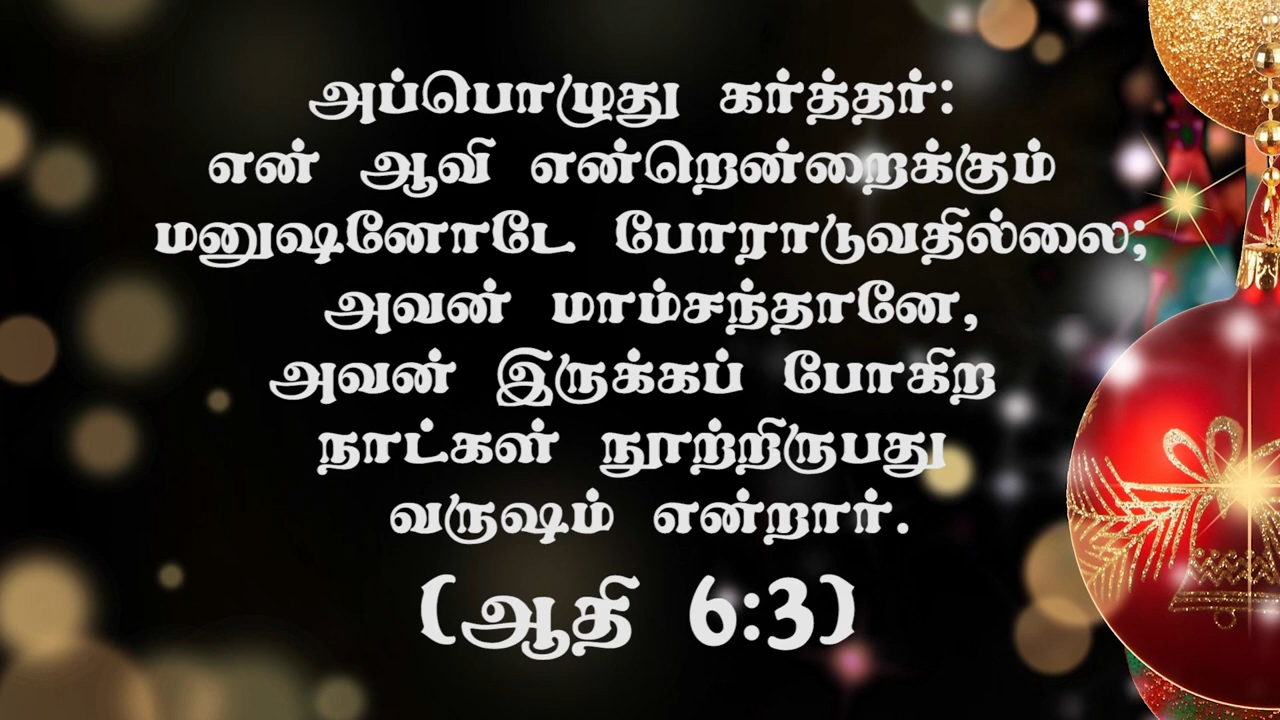 அப்பொழுது கர்த்தர்:
என் ஆவி என்றென்றைக்கும்
மனுஷனோடே போராடுவதில்லை;
அவன் மாம்சந்தானே,
அவன் இருக்கப் போகிற
நாட்கள் நூற்றிருபது
வருஷம் என்றார்.
(ஆதி 6:3)